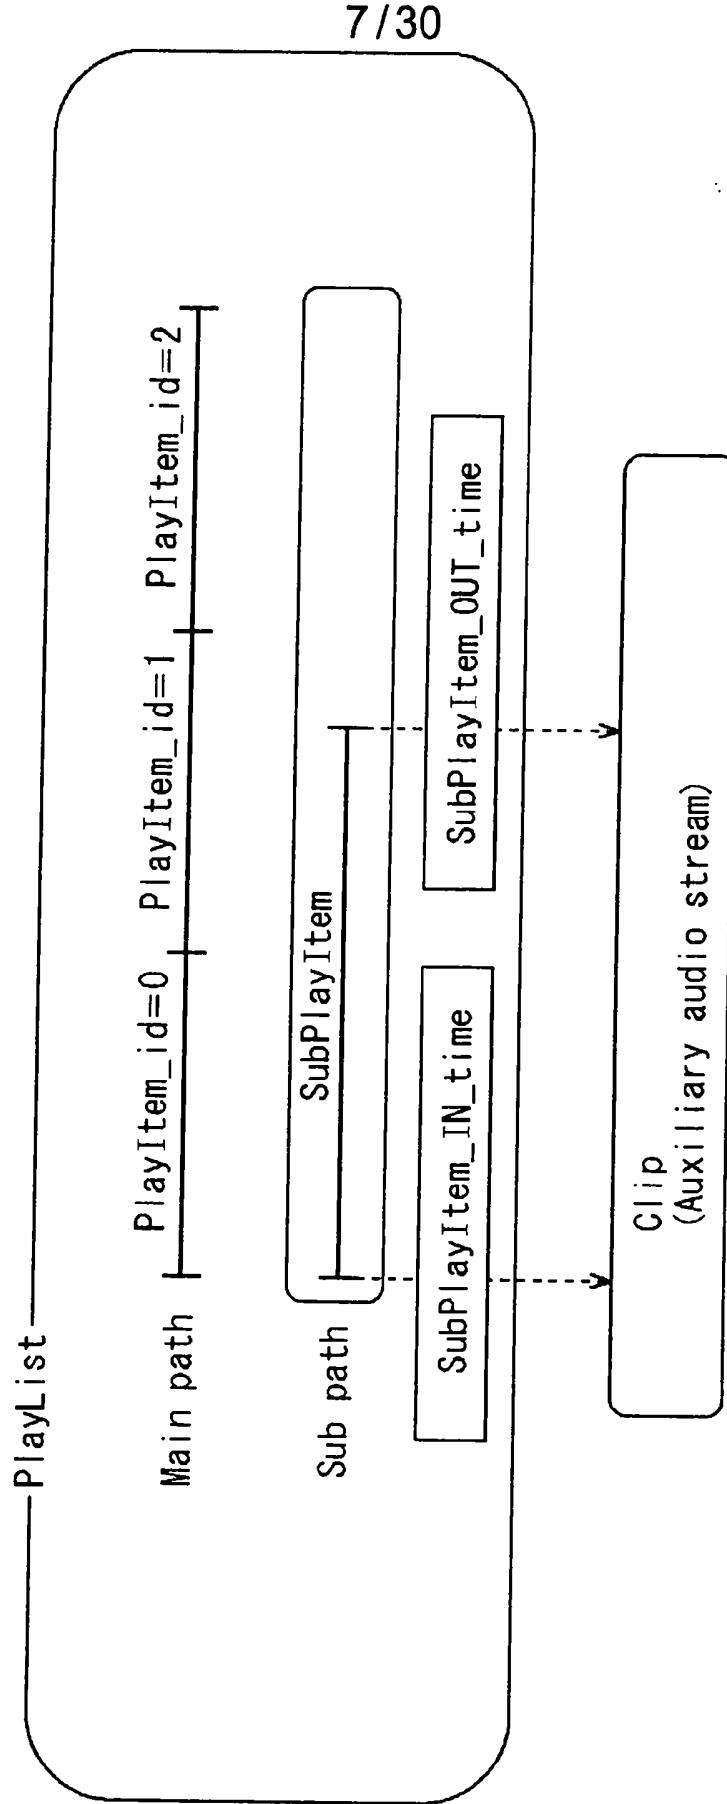 7/30
PlayList
Main path
PlayItem_id=0 PlayItem_id=1 PlayItem_id=2
Sub path
SubPlayItem
SubPlayItem_IN_time
SubPlayItem_OUT_time
Clip
(Auxiliary audio stream)